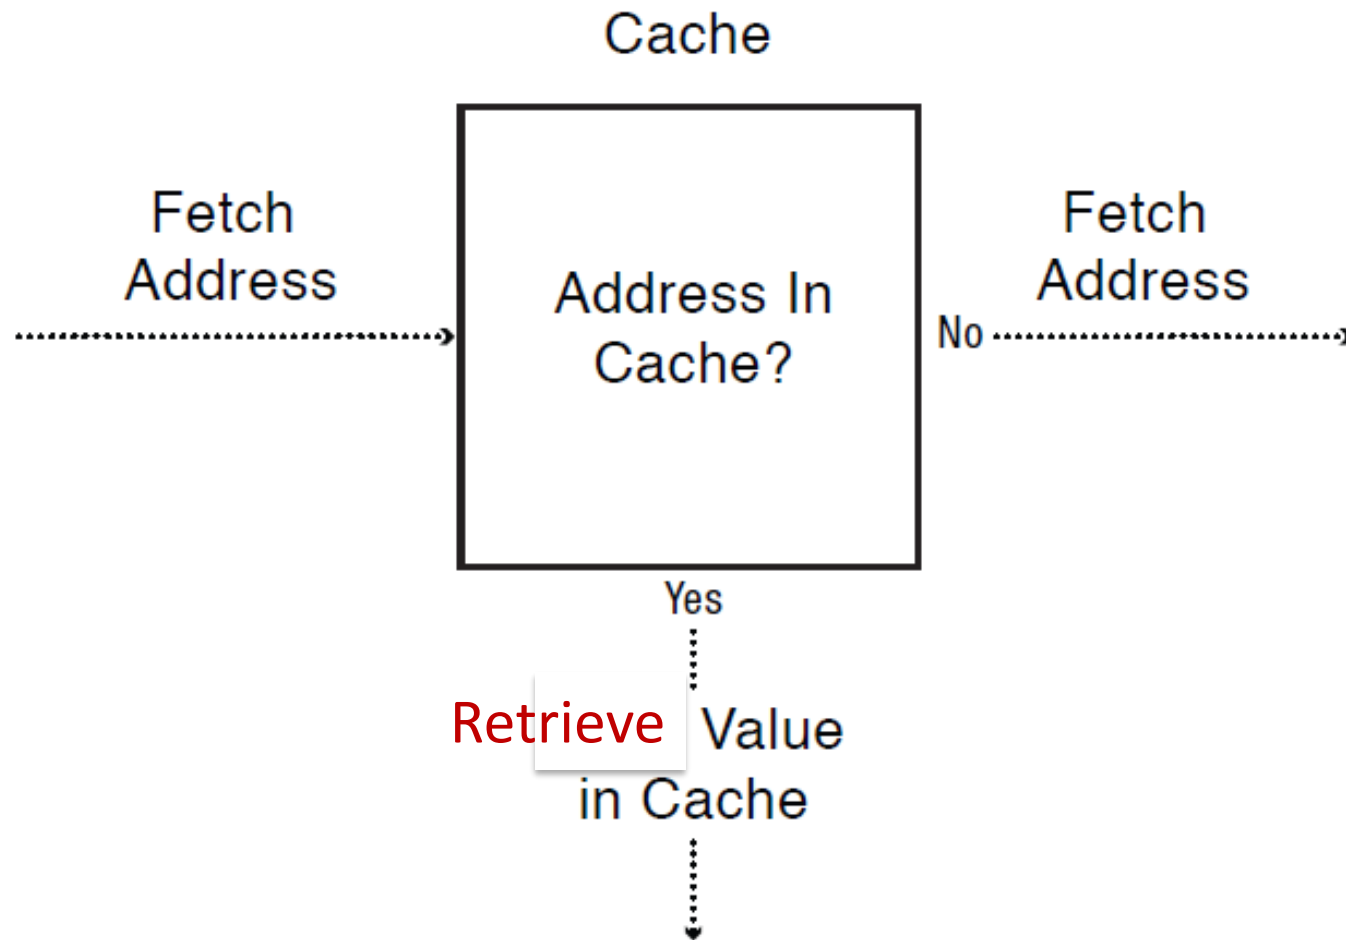 Cache
Fetch
Address
Address In
Cache?
No
Fetch
Address
Yes
Retrieve Value
in Cache